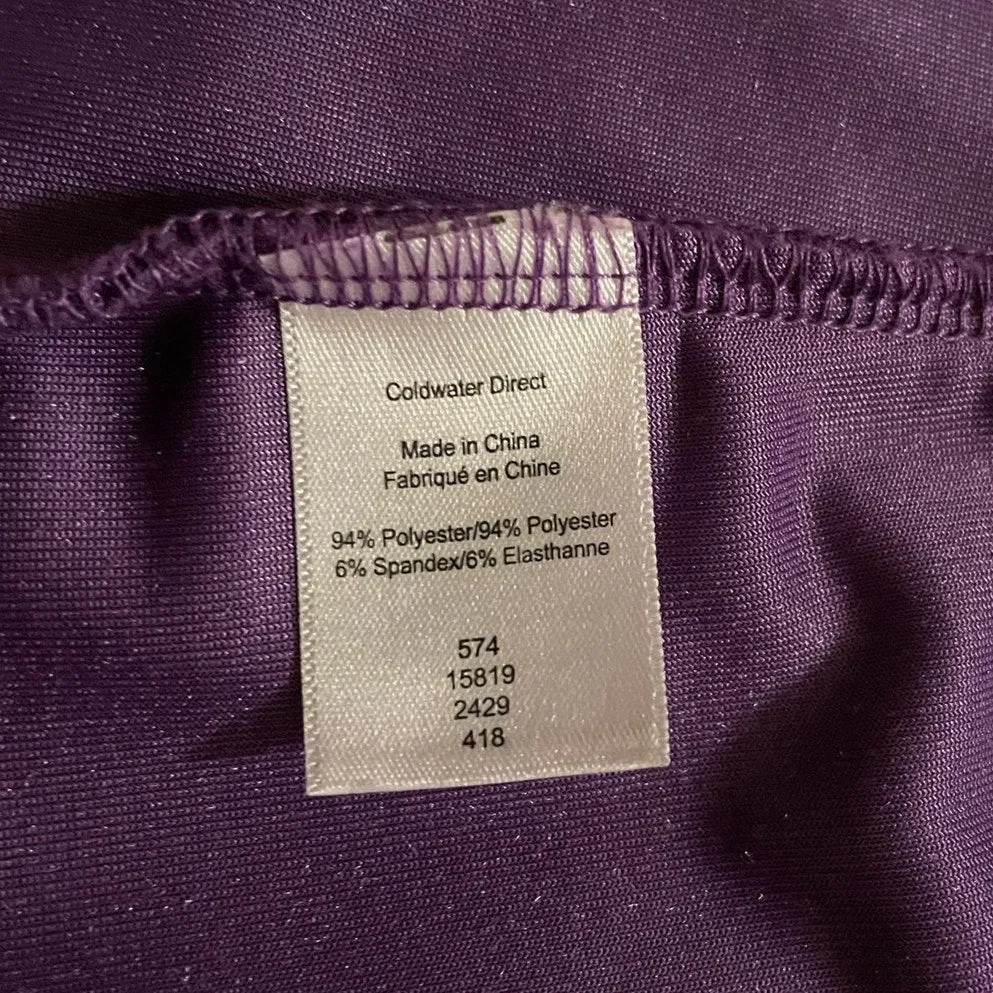 Coldwater Direct
Made in China
Fabriqué en Chine
94% Polyester/94% Polyester
6% Spandex/6% Elasthanne
574
15819
2429
418